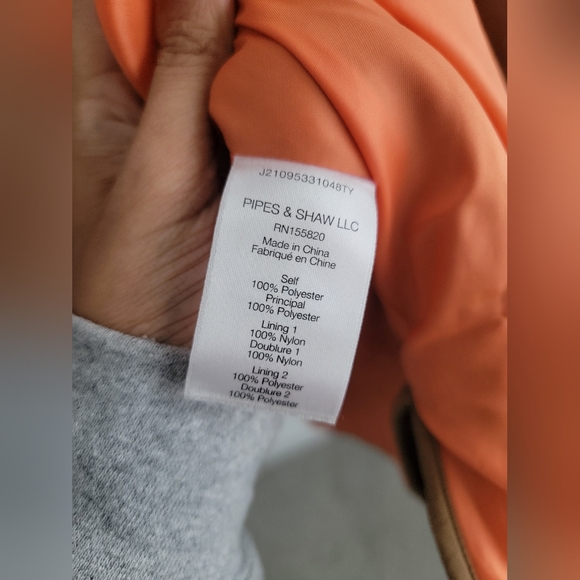 J21095331048TY
PIPES & SHAW LLC
RN155820
Made in China
Fabriqué en Chine
Self
100% Polyester
Principal
100% Polyester
Lining 1
100% Nylon
Doublure 1
100% Nylon
Lining 2
100% Polyester
Doublure 2
100% Polyester